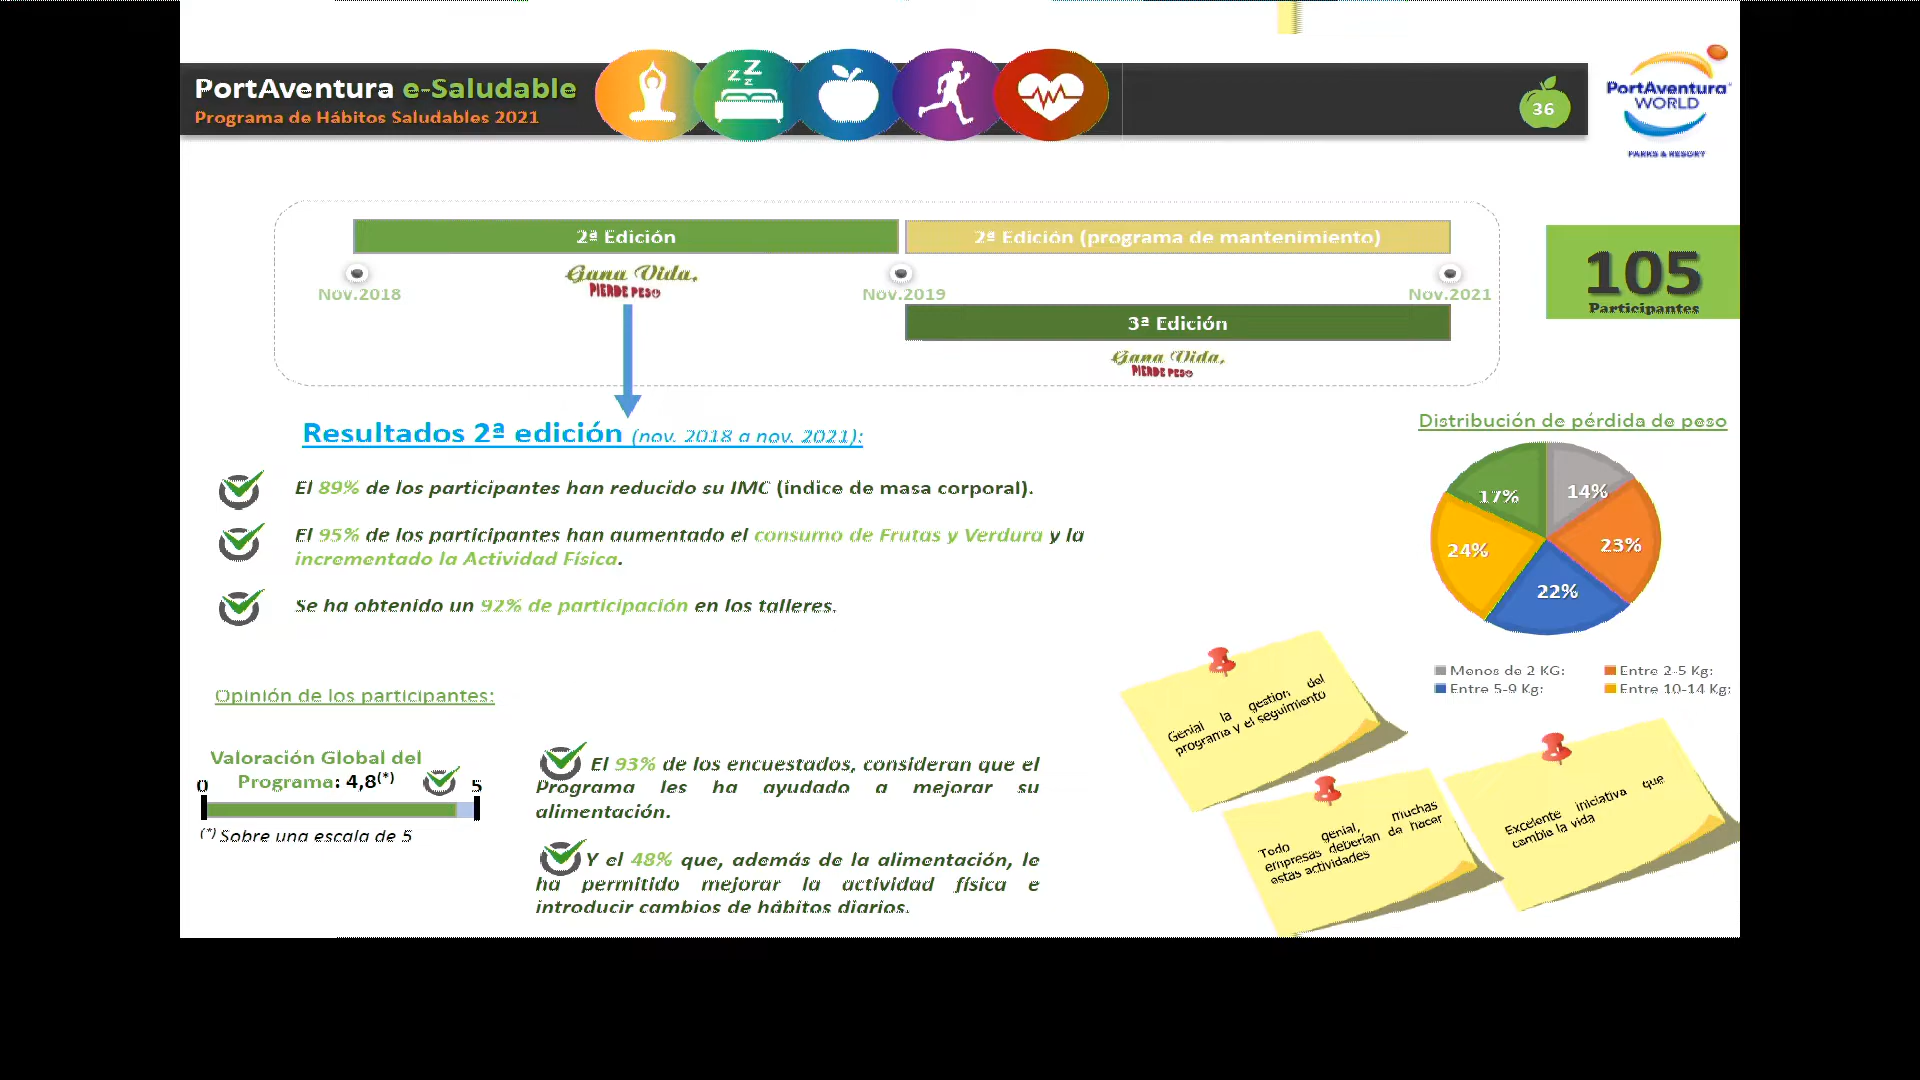 PortAventura e-Saludable
Programa de Hábitos Saludables 2021
z Z z
36
PortAventura
WORLD
PARKS & RESORT
2ª Edición
2ª Edición (programa de mantenimiento)
Gana Vida,
PIERDE PESO
Nov.2018
Nov.2019
Nov.2021
3ª Edición
Gana Vida,
PIERDE PESO
105
Participantes
Resultados 2ª edición (nov. 2018 a nov. 2021):
El 89% de los participantes han reducido su IMC (índice de masa corporal).
El 95% de los participantes han aumentado el consumo de Frutas y Verdura y la
incrementado la Actividad Física.
Se ha obtenido un 92% de participación en los talleres.
Distribución de pérdida de peso
17%
14%
24%
23%
22%
Menos de 2 KG:
Entre 2-5 Kg:
Entre 5-9 Kg:
Entre 10-14 Kg:
Opinión de los participantes:
Valoración Global del
Programa: 4,8(*)
0
5
(*) Sobre una escala de 5
El 93% de los encuestados, consideran que el
Programa les ha ayudado a mejorar su
alimentación.
Y el 48% que, además de la alimentación, le
ha permitido mejorar la actividad física e
introducir cambios de hábitos diarios.
Genial la gestion del
programa y el seguimiento
Todo genial, muchas
empresas deberían de hacer
estas actividades
Excelente iniciativa que
cambie la vida